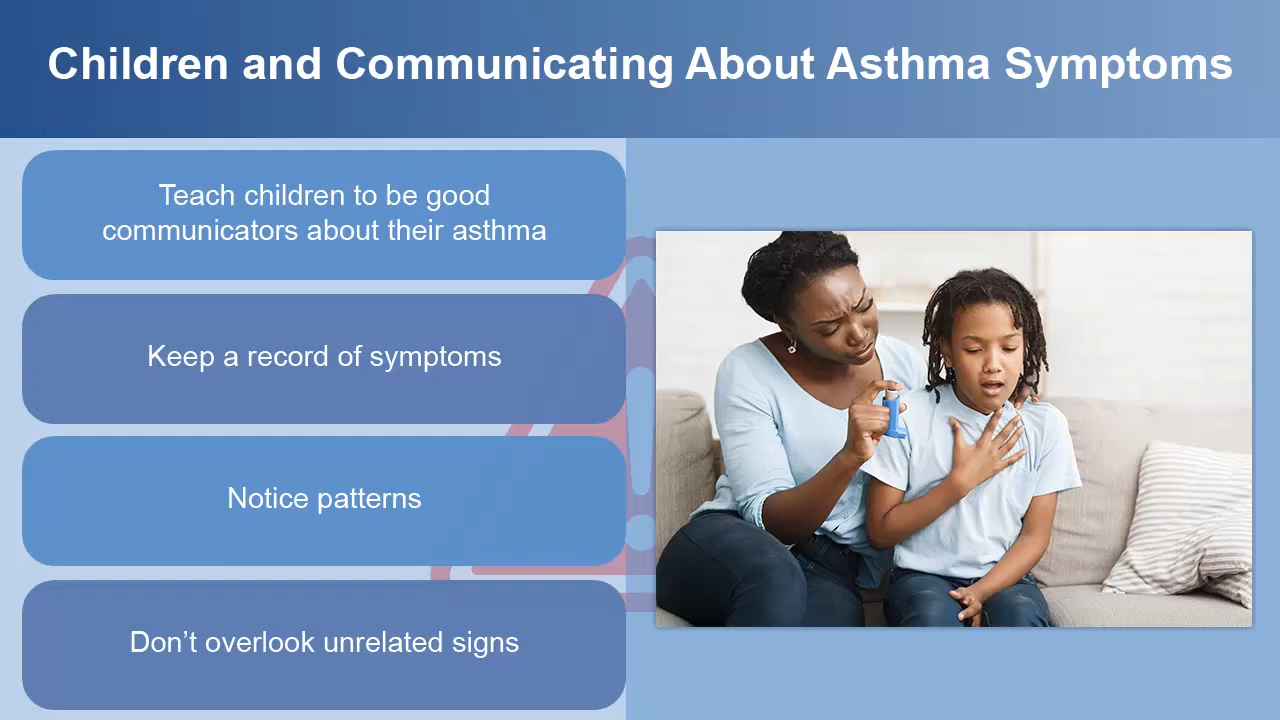 Children and Communicating About Asthma Symptoms
Teach children to be good
communicators about their asthma
Keep a record of symptoms
Notice patterns
Don’t overlook unrelated signs